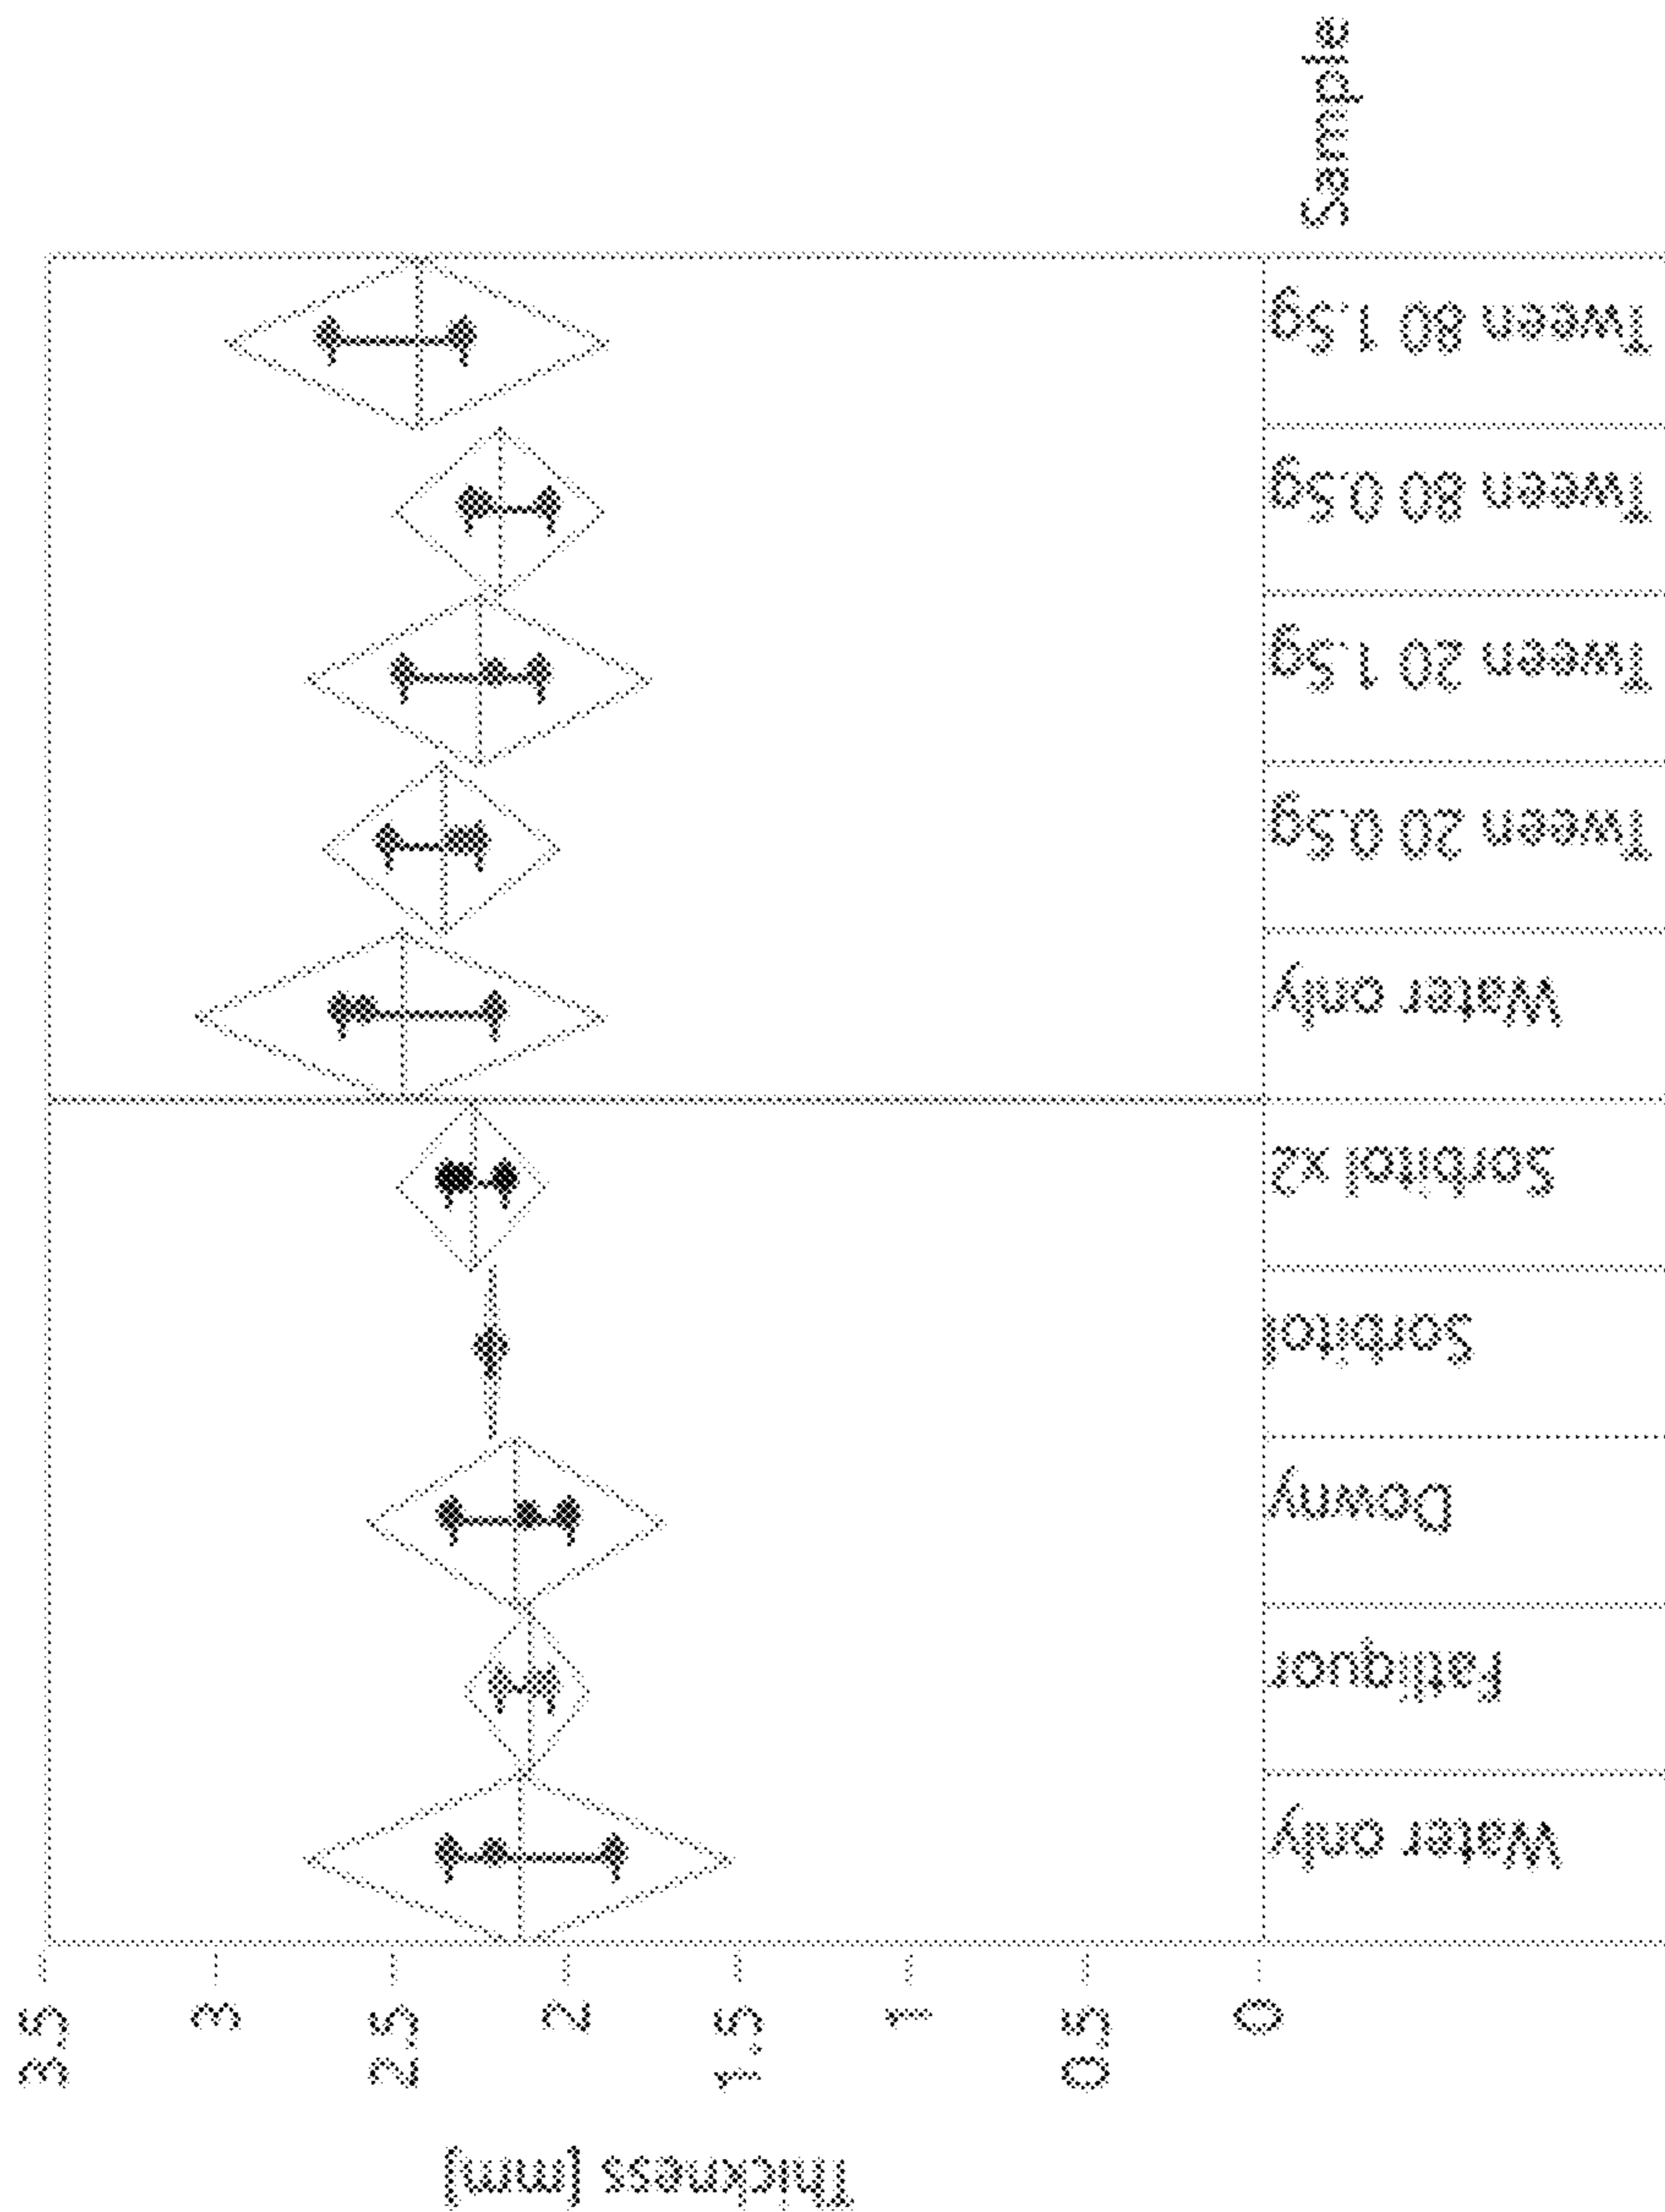 Thickness [mm]
3.5
3
2.5
2
1.5
1
0.5
0
Water only
Fatliquor
Downy
Sorbitol
Sorbitol x2
Water only
Tween 20 0.5g
Tween 20 1.5g
Tween 80 0.5g
Tween 80 1.5g
Sample